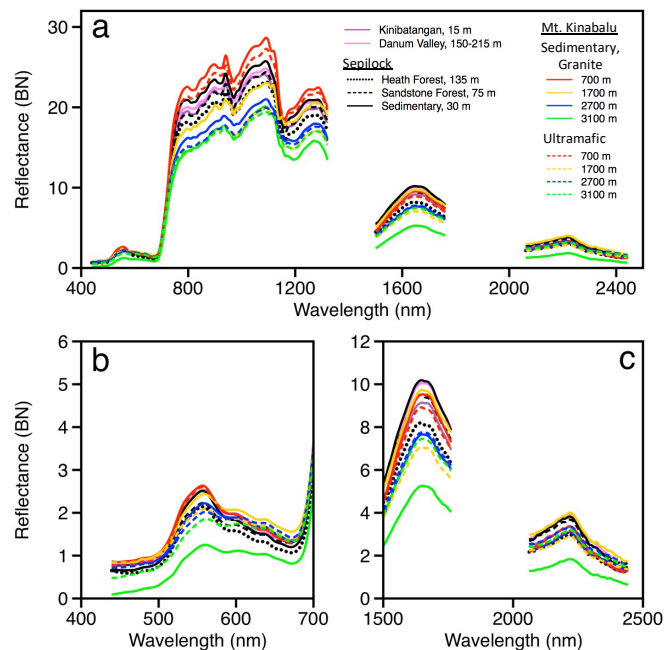 a
30
20
10
0
Reflectance (BN)
800
1200
1600
2000
2400
Wavelength (nm)
Kinibatangan, 15 m
Danum Valley, 150-215 m
Sepilock
Heath Forest, 135 m
Sandstone Forest, 75 m
Sedimentary, 30 m
Mt. Kinabalu
Sedimentary,
Granite
700 m
1700 m
2700 m
3100 m
Ultramafic
700 m
1700 m
2700 m
3100 m
b
6
5
4
3
2
1
0
Reflectance (BN)
400
500
600
700
Wavelength (nm)
c
12
10
8
6
4
2
0
1500
2000
2500
Wavelength (nm)